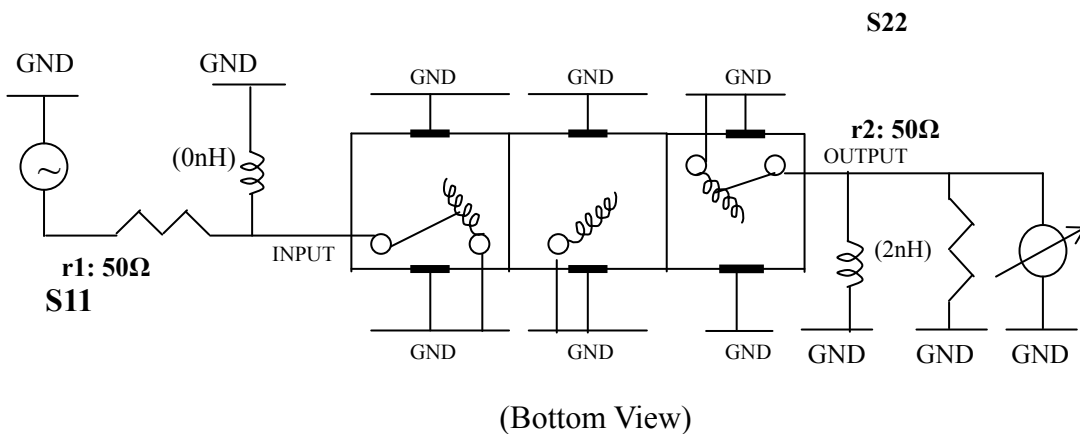 S22
GND
GND
GND
GND
GND
r2: 50Ω
OUTPUT
(0nH)
~
INPUT
(2nH)
r1: 50Ω
S11
GND
GND
GND
GND
GND
GND
(Bottom View)